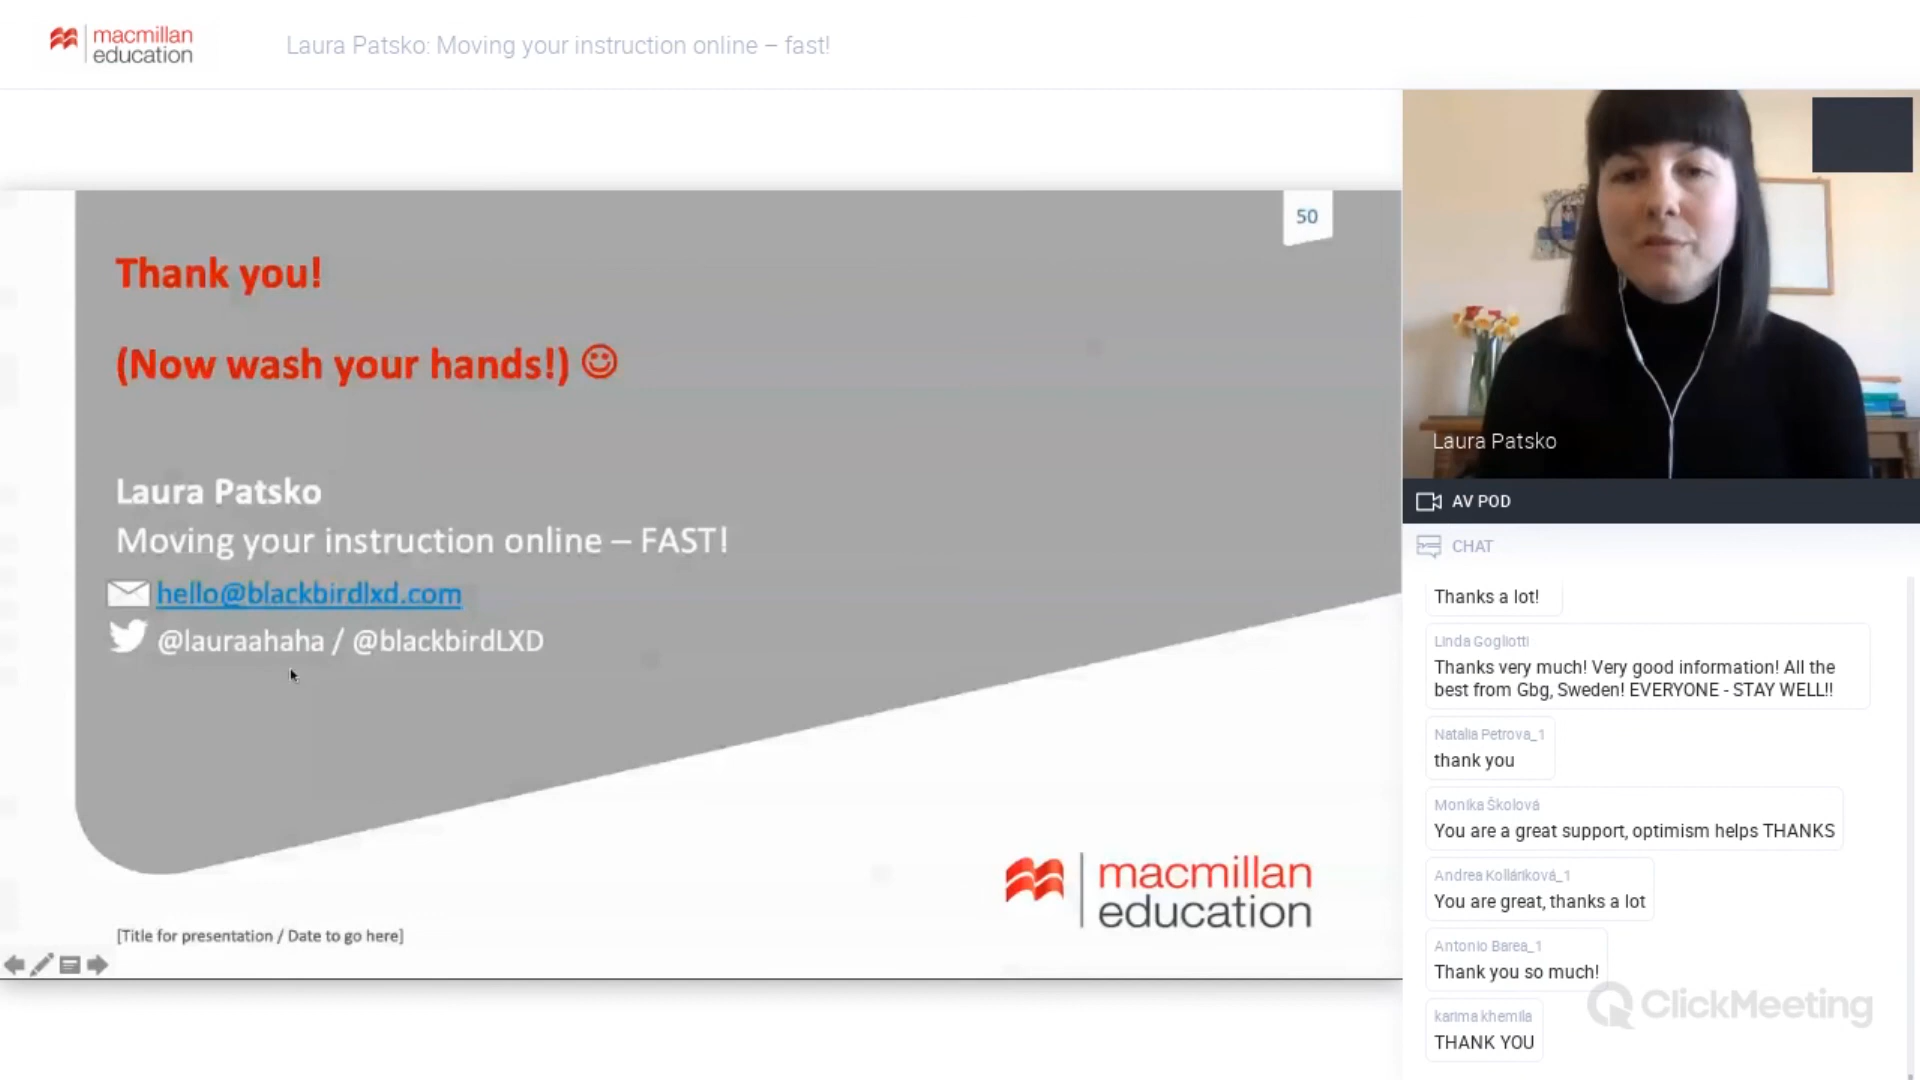 macmillan
education
Laura Patsko: Moving your instruction online – fast!
50
Thank you!
(Now wash your hands!) ☺
Laura Patsko
Moving your instruction online – FAST!
hello@blackbirdlxd.com
@lauraahaha / @blackbirdLXD
macmillan
education
[Title for presentation / Date to go here]
Laura Patsko
AV POD
CHAT
Thanks a lot!
Linda Gogliotti
Thanks very much! Very good information! All the
best from Gbg, Sweden! EVERYONE - STAY WELL!!
Natalia Petrova_1
thank you
Monika Školová
You are a great support, optimism helps THANKS
Andrea Kolláriková_1
You are great, thanks a lot
Antonio Barea_1
Thank you so much!
karima khemila
THANK YOU
ClickMeeting